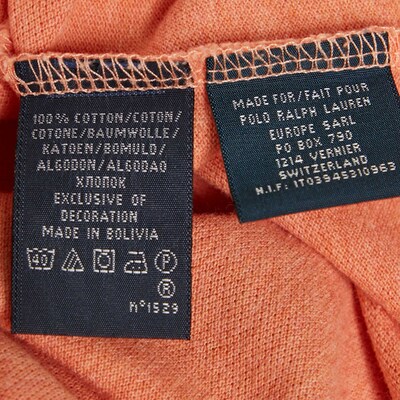 100% COTTON/COTON/
COTONE/BAUMWOLLE/
KATOEN/BOMULD/
ALGODON/ALGODAO
ХЛОПОК
EXCLUSIVE OF
DECORATION
MADE IN BOLIVIA
40 P
R
N°1529
MADE FOR/FAIT POUR
POLO RALPH LAUREN
EUROPE SARL
PO BOX 790
1214 VERNIER
SWITZERLAND
N.I.F: IT03945310963